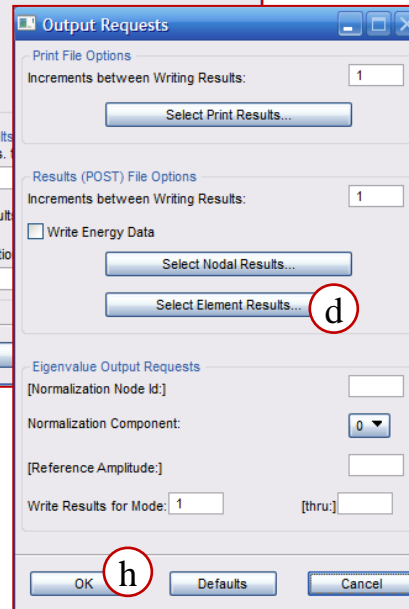 Output Requests
Print File Options
Increments between Writing Results: 1
Select Print Results...
Results (POST) File Options
Increments between Writing Results: 1
Write Energy Data
Select Nodal Results...
Select Element Results... d
Eigenvalue Output Requests
[Normalization Node Id:]
Normalization Component: 0
[Reference Amplitude:]
Write Results for Mode: 1 [thru:]
OK h Defaults Cancel